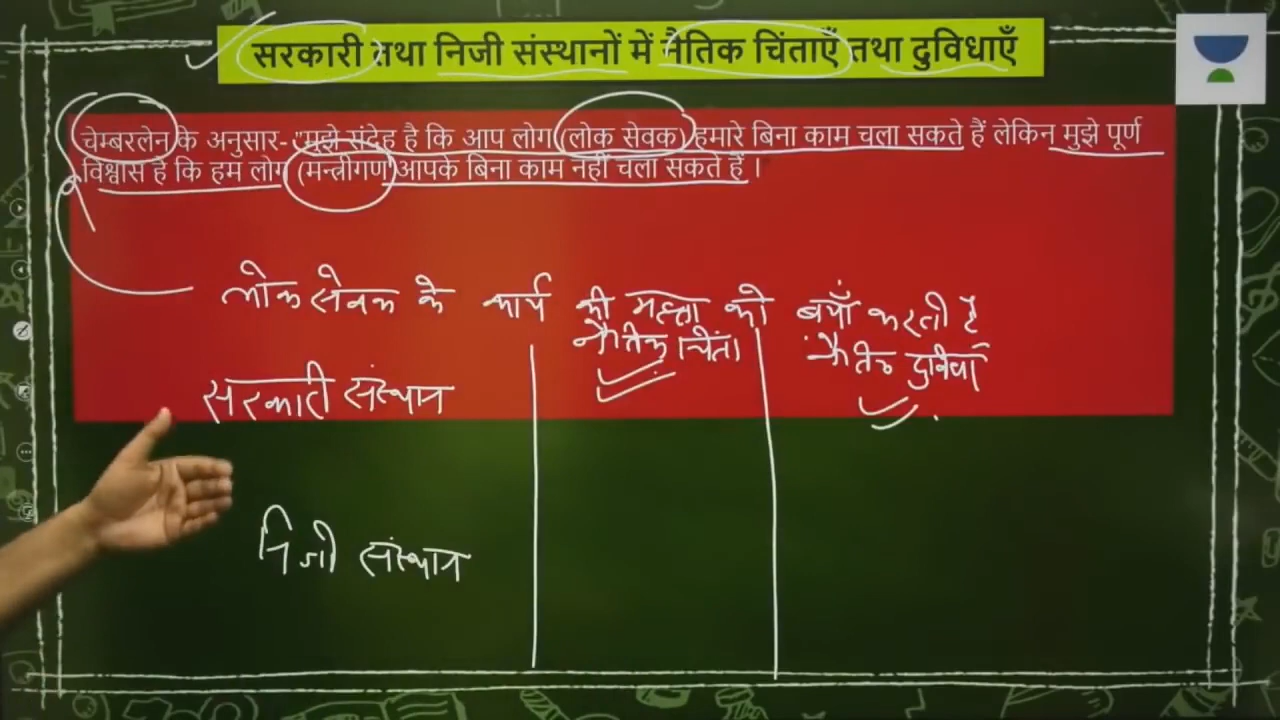 सरकारी तथा निजी संस्थानों में नैतिक चिंताएँ तथा दुविधाएँ
चेम्बरलेन के अनुसार- "मुझे संदेह है कि आप लोग (लोक सेवक) हमारे बिना काम चला सकते हैं लेकिन मुझे पूर्ण
विश्वास है कि हम लोग (मन्त्रीगण) आपके बिना काम नहीं चला सकते हैं ।
लोक सेवक के कार्य की महत्ता को बयाँ करती है
नैतिक चिंता नैतिक दुविधा
सरकारी संस्थान
निजी संस्थान